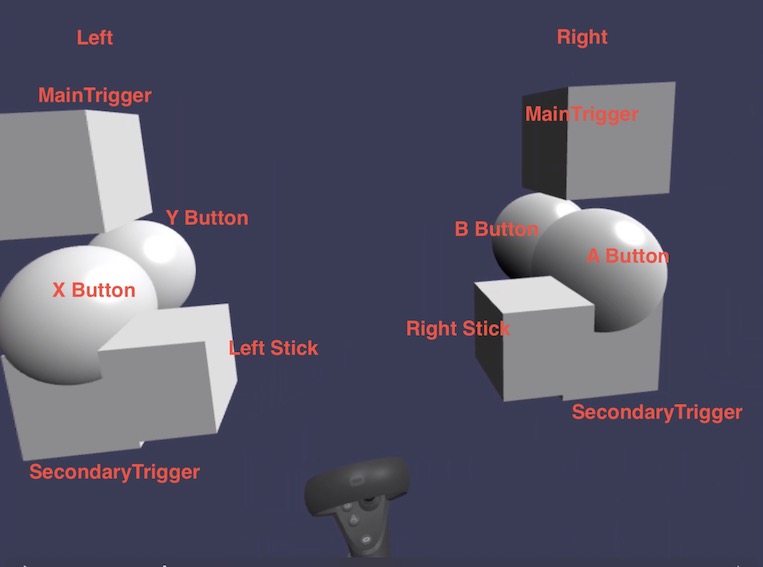 Left
Right
MainTrigger
MainTrigger
Y Button
B Button
A Button
X Button
Right Stick
Left Stick
SecondaryTrigger
SecondaryTrigger